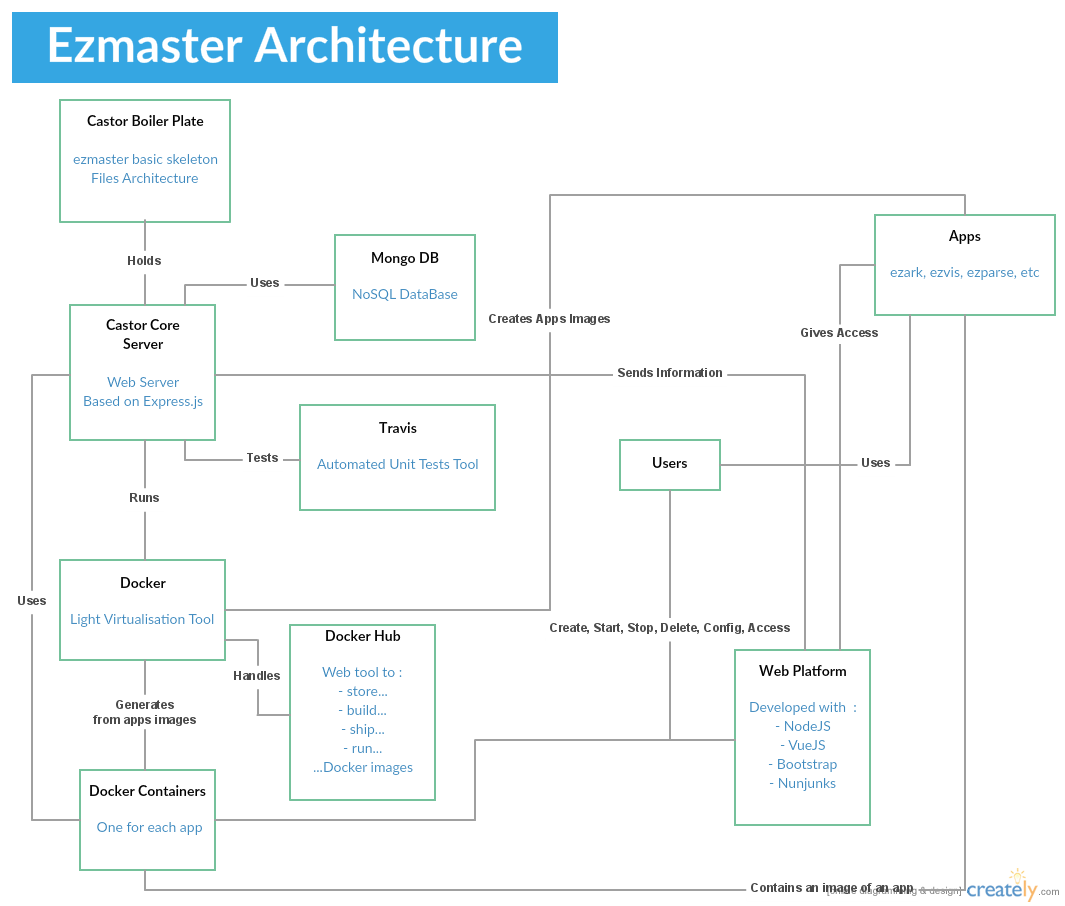 Ezmaster Architecture
Castor Boiler Plate
ezmaster basic skeleton
Files Architecture
Holds
Mongo DB
NoSQL DataBase
Uses
Castor Core
Server
Web Server
Based on Express.js
Creates Apps Images
Apps
ezark, ezvis, ezparse, etc
Gives Access
Sends Information
Travis
Automated Unit Tests Tool
Tests
Users
Uses
Runs
Docker
Light Virtualisation Tool
Uses
Docker Hub
Web tool to :
- store...
- build...
- ship...
- run...
...Docker images
Handles
Create, Start, Stop, Delete, Config, Access
Web Platform
Developed with :
- NodeJS
- VueJS
- Bootstrap
- Nunjunks
Generates
from apps images
Docker Containers
One for each app
Contains an image of an app
& design]
creately.com